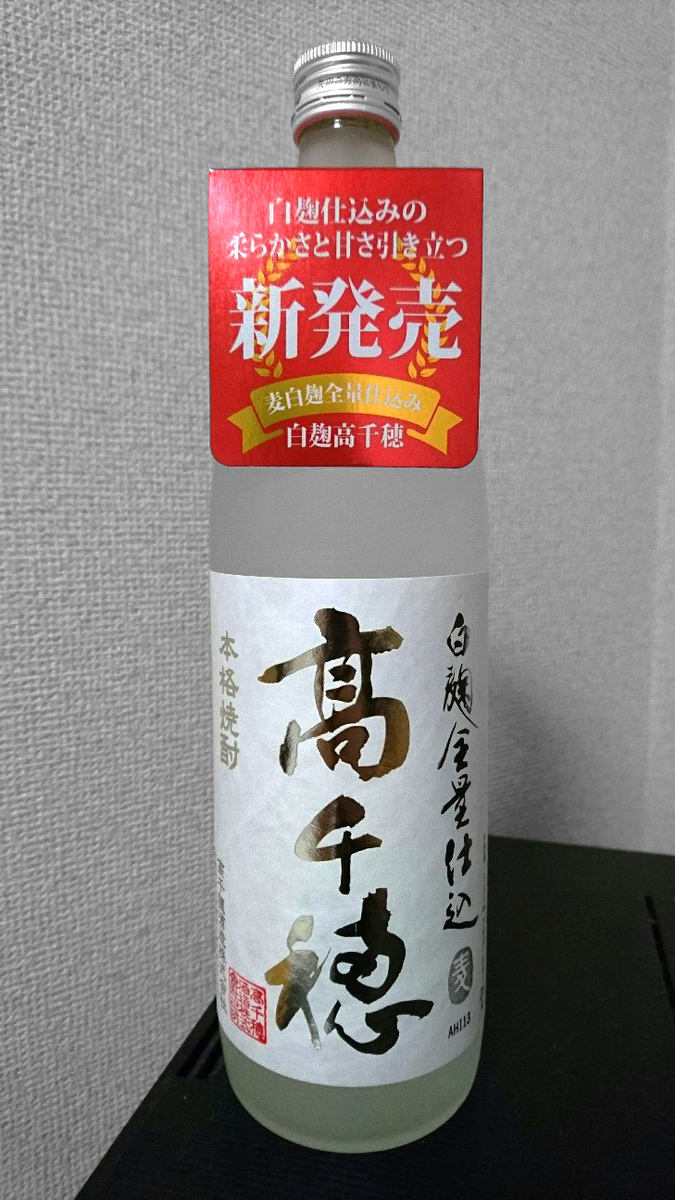 白麹仕込みの
柔らかさと甘さ引き立つ
新発売
麦白麹全量仕込み
白麹高千穂
白麹全量仕込
麦
髙千穂
本格焼酎
AH113